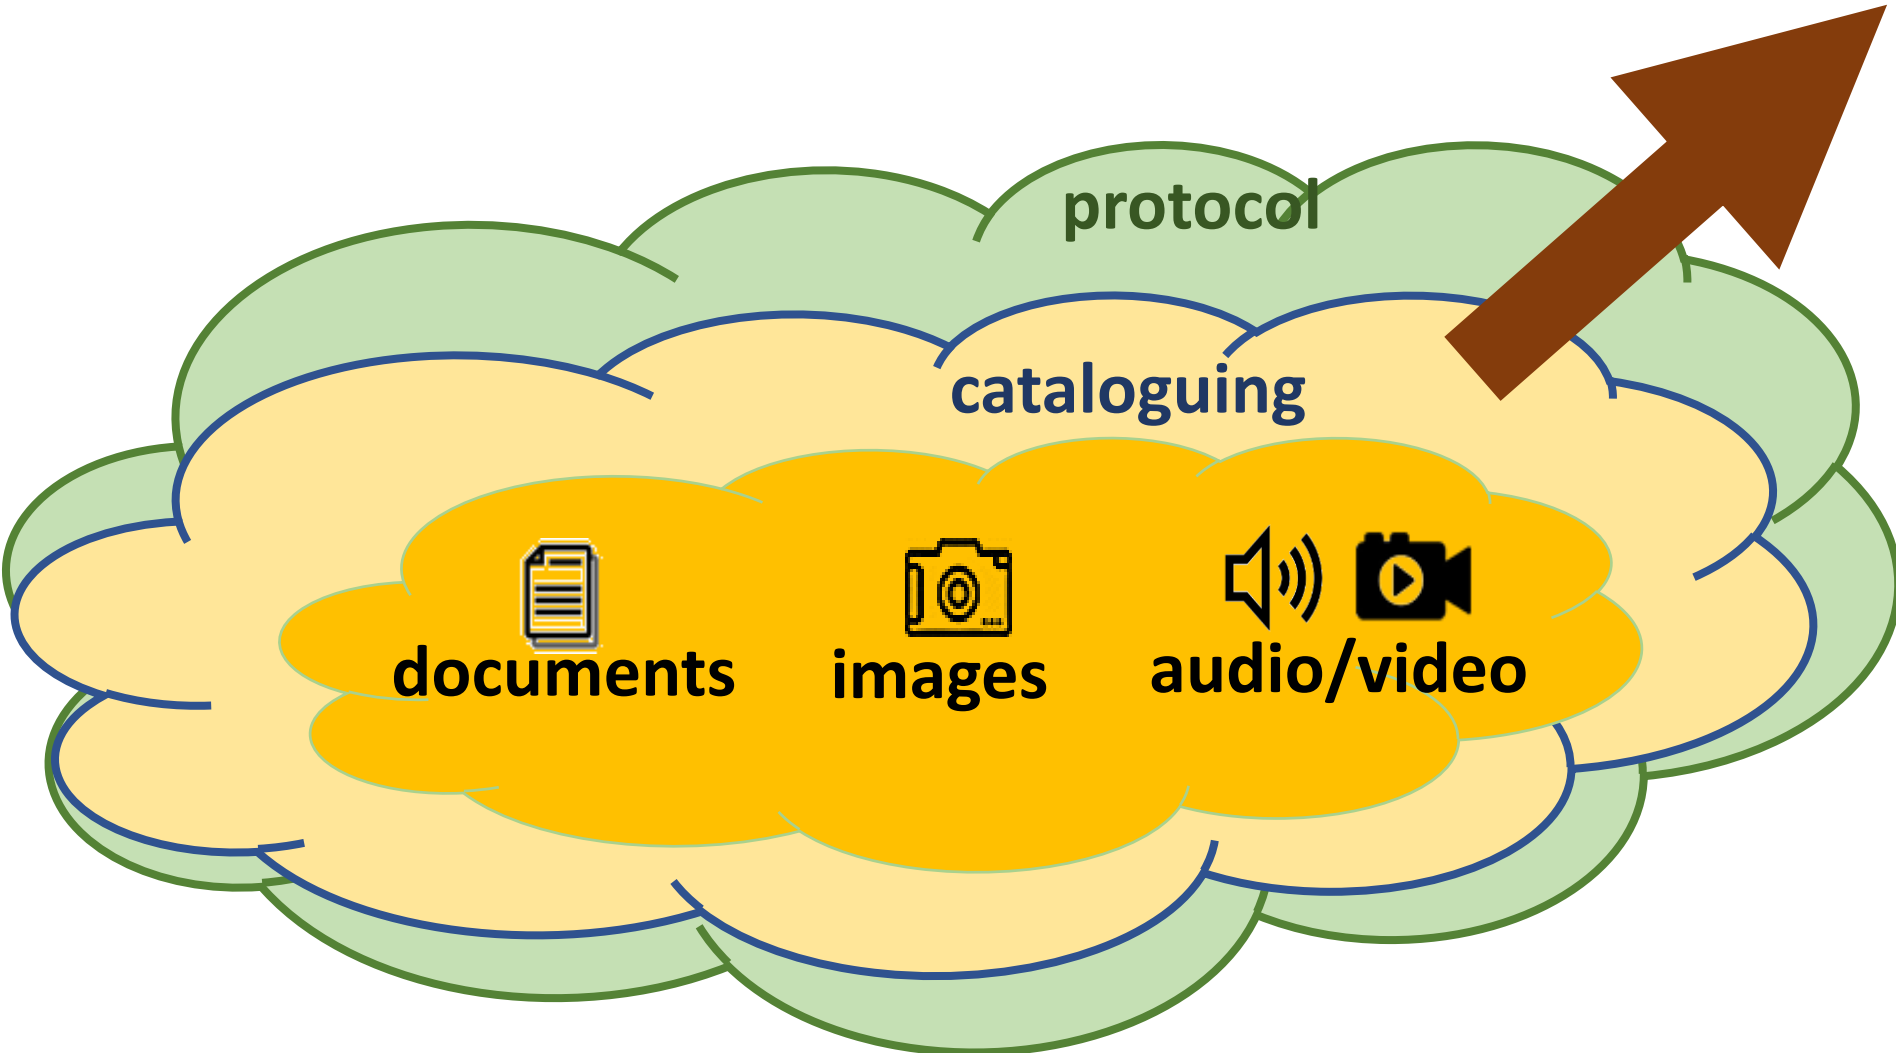 protocol
cataloguing
documents
images
audio/video